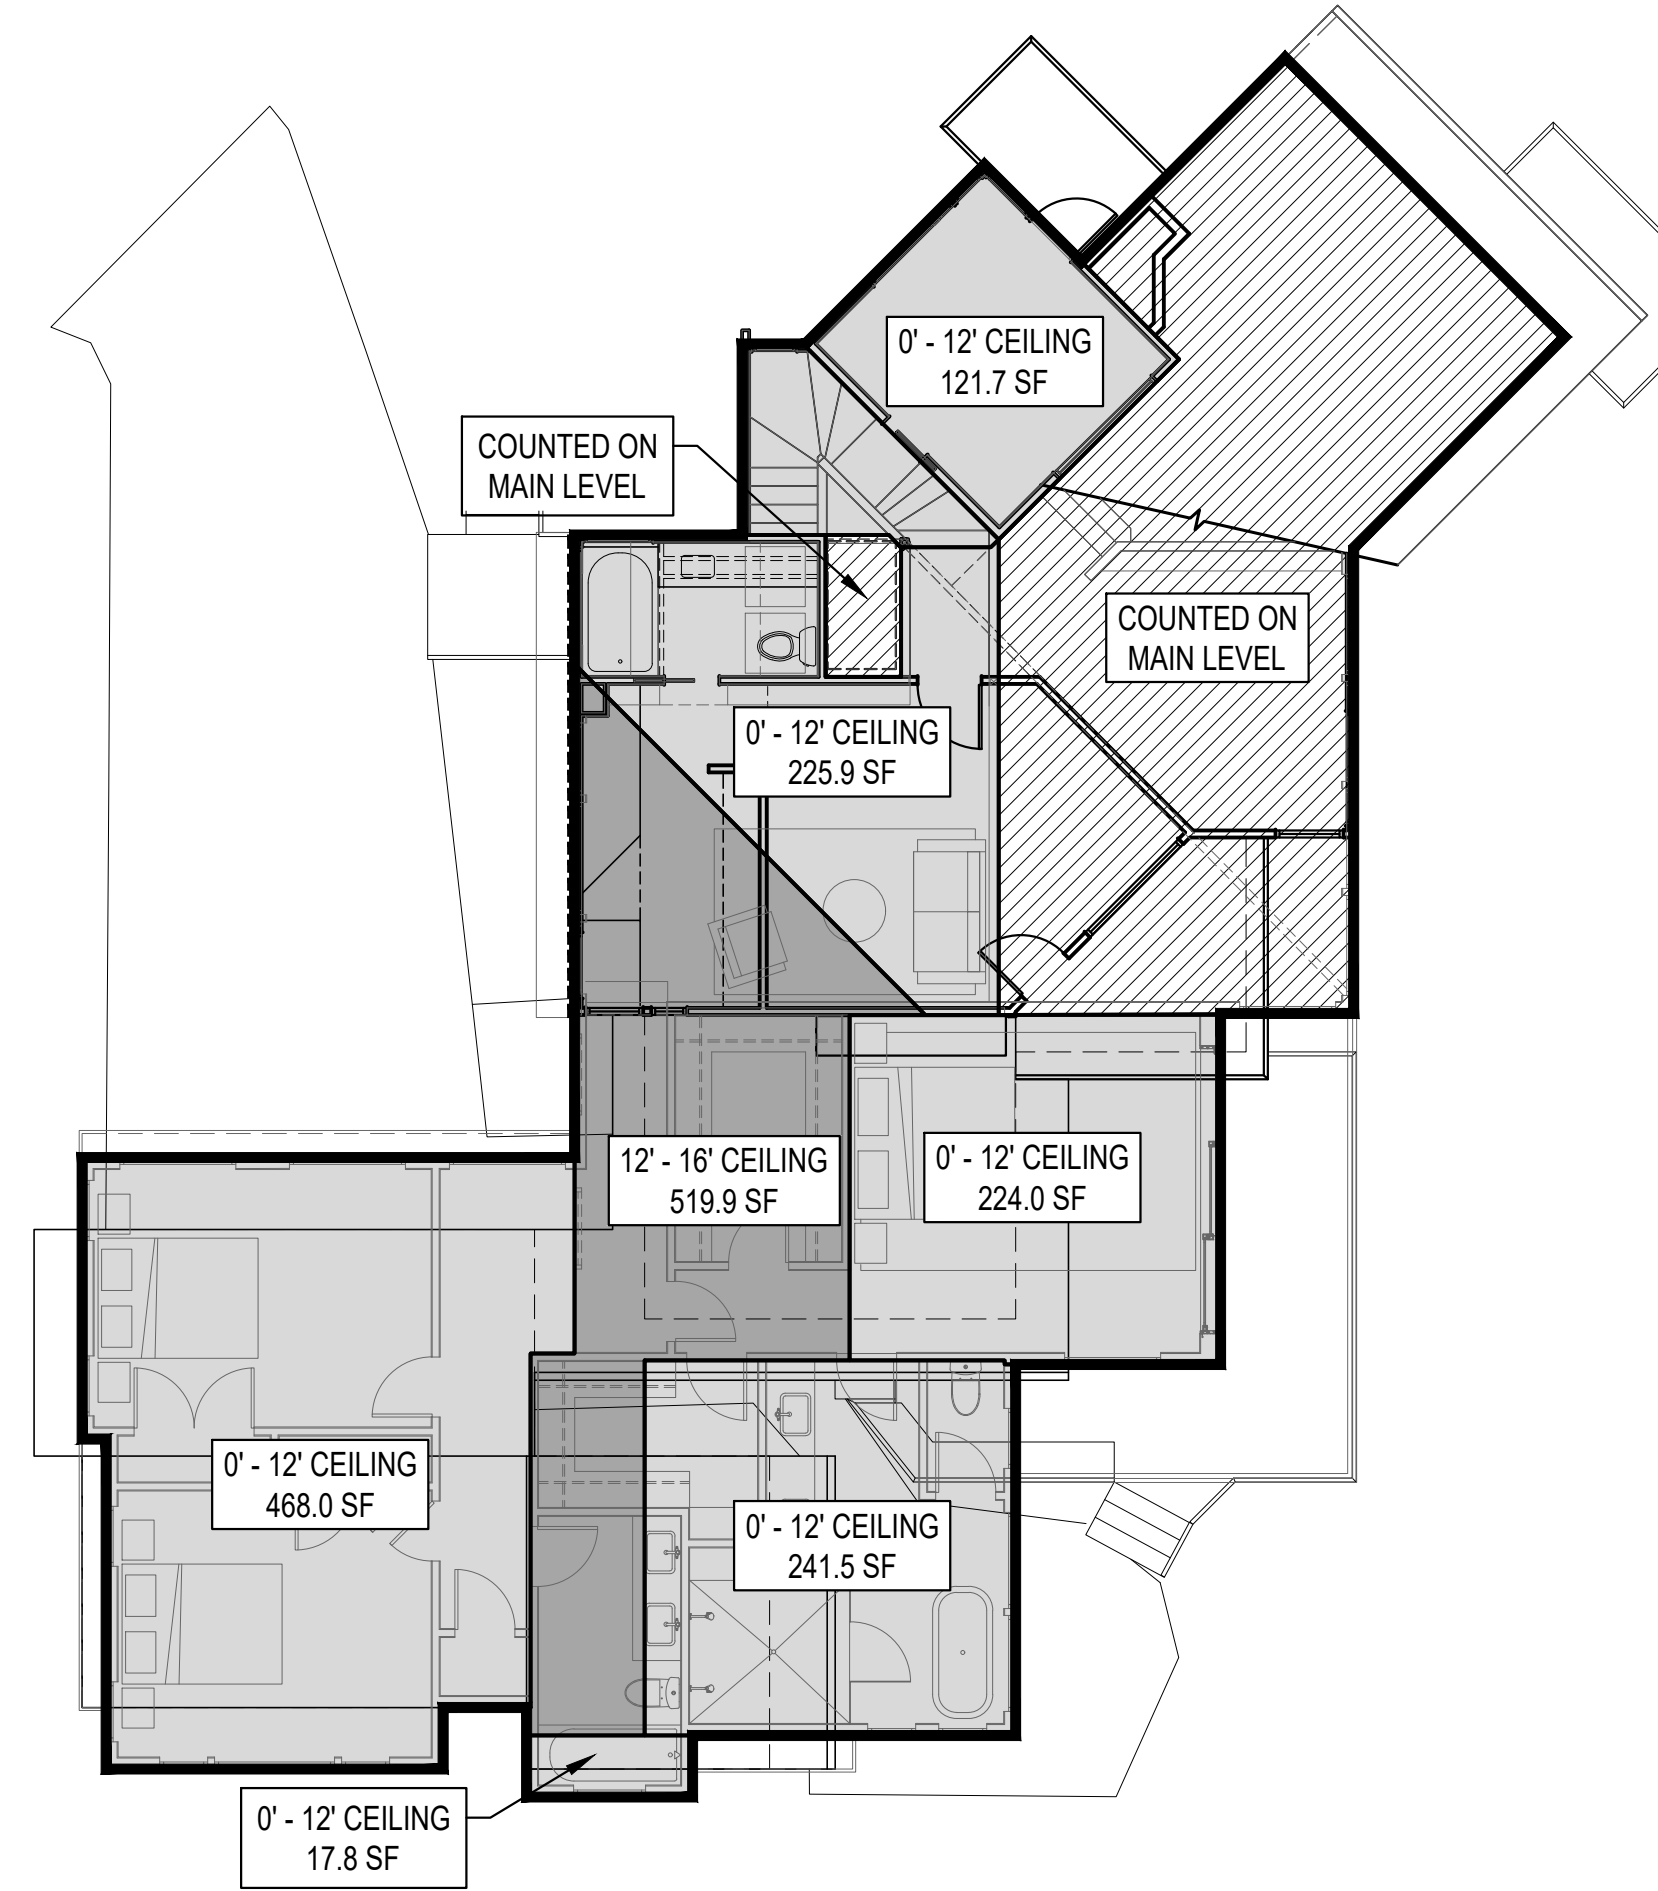 0' - 12' CEILING
121.7 SF
COUNTED ON
MAIN LEVEL
COUNTED ON
MAIN LEVEL
0' - 12' CEILING
225.9 SF
12' - 16' CEILING
519.9 SF
0' - 12' CEILING
224.0 SF
0' - 12' CEILING
468.0 SF
0' - 12' CEILING
241.5 SF
0' - 12' CEILING
17.8 SF